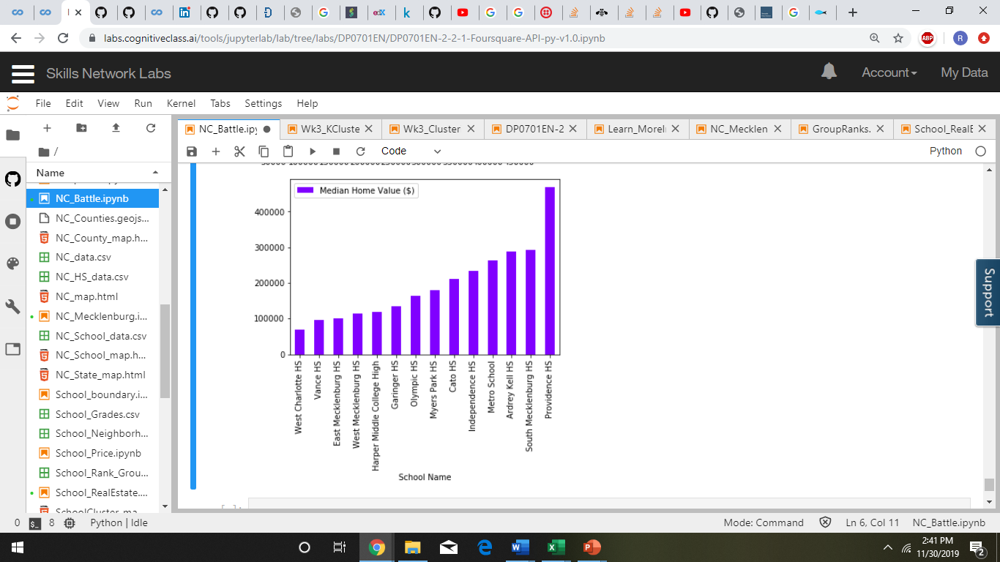 labs.cognitiveclass.ai/tools/jupyterlab/lab/tree/labs/DP0701EN/DP0701EN-2-2-1-Foursquare-API-py-v1.0.ipynb
ABP
R
Skills Network Labs
Account
My Data
File Edit View Run Kernel Tabs Settings Help
NC_Battle.ipy
Wk3_KCluste
Wk3_Cluster
DP0701EN-2
Learn_Moreli
NC_Mecklen
GroupRanks.
School_RealE
/
Code
Python
Name
NC_Battle.ipynb
NC_Counties.geojs...
NC_County_map.h...
NC_data.csv
NC_HS_data.csv
NC_map.html
NC_Mecklenburg.i...
NC_School_data.csv
NC_School_map.h...
NC_State_map.html
School_boundary.i...
School_Grades.csv
School_Neighborh...
School_Price.ipynb
School_Rank_Grou...
School_RealEstate....
Median Home Value ($)
400000
300000
200000
100000
0
West Charlotte HS
Vance HS
East Mecklenburg HS
West Mecklenburg HS
Harper Middle College High
Garinger HS
Olympic HS
Myers Park HS
Cato HS
Independence HS
Metro School
Ardrey Kell HS
South Mecklenburg HS
Providence HS
School Name
[ ]:
Support
0 8 Python | Idle
Mode: Command
Ln 6, Col 11
NC_Battle.ipynb
2:41 PM
11/30/2019
2